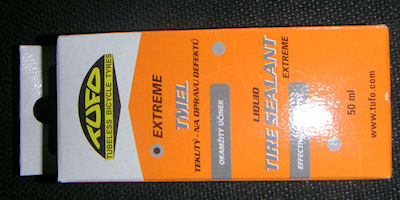 TUFO
TUBELESS BICYCLE TYRES
EXTREME
TMEL
TEKUTÝ - NA OPRAVU DEFEKTŮ
OKAMŽITÝ ÚČINEK
LIQUID
TIRE SEALANT
EXTREME
EFFECTIVE
50 ml
www.tufo.com